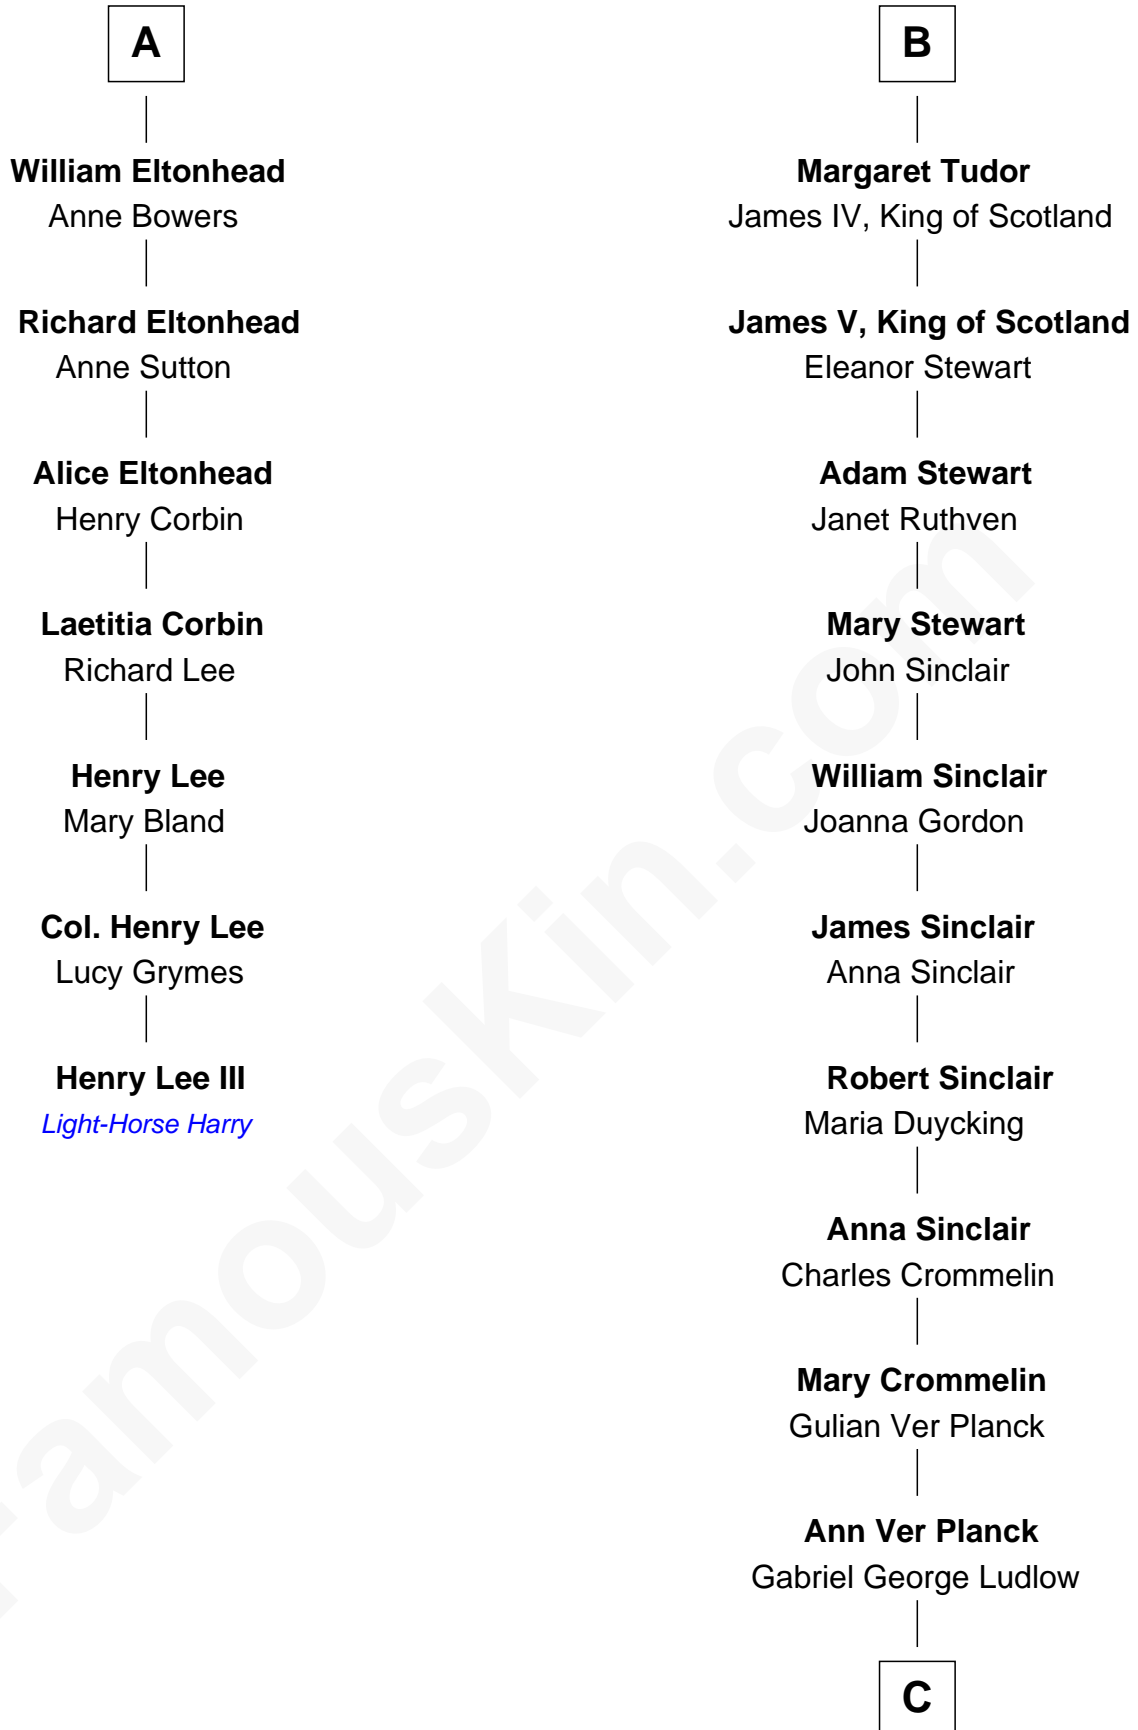 A
William Eltonhead
Anne Bowers
Richard Eltonhead
Anne Sutton
Alice Eltonhead
Henry Corbin
Laetitia Corbin
Richard Lee
Henry Lee
Mary Bland
Col. Henry Lee
Lucy Grymes
Henry Lee III
Light-Horse Harry
B
Margaret Tudor
James IV, King of Scotland
James V, King of Scotland
Eleanor Stewart
Adam Stewart
Janet Ruthven
Mary Stewart
John Sinclair
William Sinclair
Joanna Gordon
James Sinclair
Anna Sinclair
Robert Sinclair
Maria Duycking
Anna Sinclair
Charles Crommelin
Mary Crommelin
Gulian Ver Planck
Ann Ver Planck
Gabriel George Ludlow
C
FamousKin.com